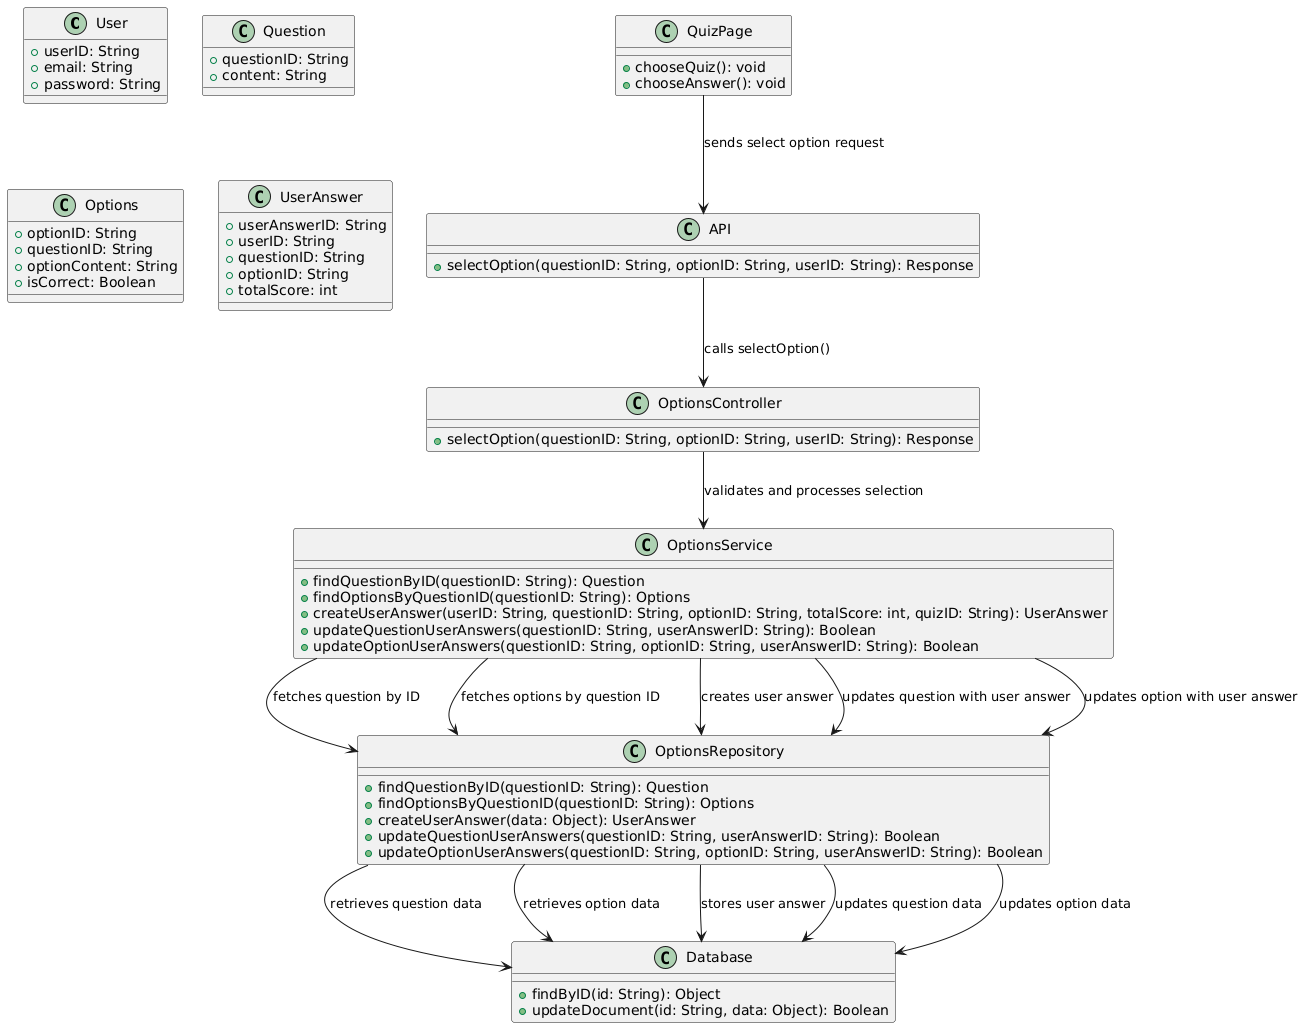 C User
userID: String
email: String
password: String
C Question
questionID: String
content: String
C QuizPage
chooseQuiz(): void
chooseAnswer(): void
sends select option request
C Options
optionID: String
questionID: String
optionContent: String
isCorrect: Boolean
C UserAnswer
userAnswerID: String
userID: String
questionID: String
optionID: String
totalScore: int
C API
selectOption(questionID: String, optionID: String, userID: String): Response
calls selectOption()
C OptionsController
selectOption(questionID: String, optionID: String, userID: String): Response
validates and processes selection
C OptionsService
findQuestionByID(questionID: String): Question
findOptionsByQuestionID(questionID: String): Options
createUserAnswer(userID: String, questionID: String, optionID: String, totalScore: int, quizID: String): UserAnswer
updateQuestionUserAnswers(questionID: String, userAnswerID: String): Boolean
updateOptionUserAnswers(questionID: String, optionID: String, userAnswerID: String): Boolean
fetches question by ID
fetches options by question ID
creates user answer
updates question with user answer
updates option with user answer
C OptionsRepository
findQuestionByID(questionID: String): Question
findOptionsByQuestionID(questionID: String): Options
createUserAnswer(data: Object): UserAnswer
updateQuestionUserAnswers(questionID: String, userAnswerID: String): Boolean
updateOptionUserAnswers(questionID: String, optionID: String, userAnswerID: String): Boolean
retrieves question data
retrieves option data
stores user answer
updates question data
updates option data
C Database
findByID(id: String): Object
updateDocument(id: String, data: Object): Boolean